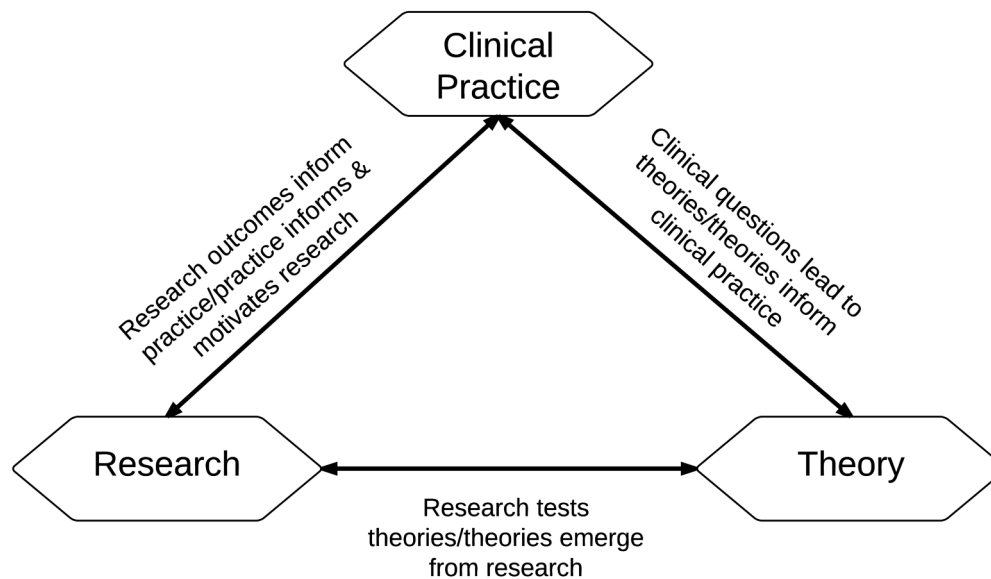 Clinical
Practice
Research outcomes inform
practice/practice informs &
motivates research
Clinical questions lead to
theories/theories inform
clinical practice
Research
Theory
Research tests
theories/theories emerge
from research